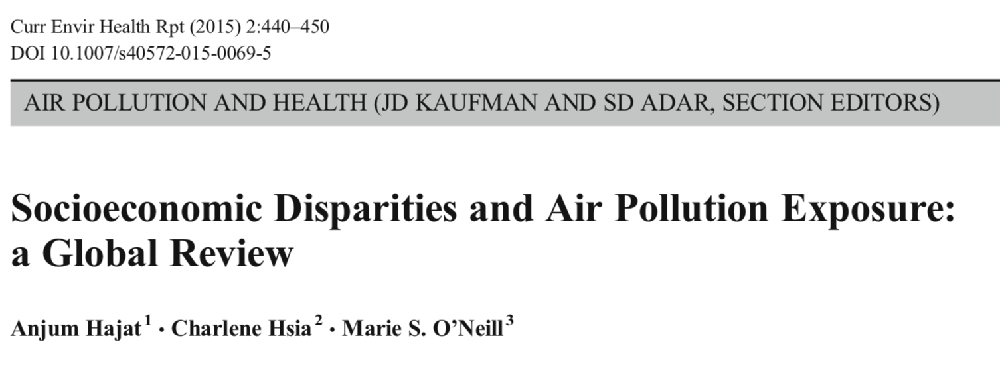 Curr Envir Health Rpt (2015) 2:440–450
DOI 10.1007/s40572-015-0069-5
AIR POLLUTION AND HEALTH (JD KAUFMAN AND SD ADAR, SECTION EDITORS)
Socioeconomic Disparities and Air Pollution Exposure:
a Global Review
Anjum Hajat¹ · Charlene Hsia² · Marie S. O’Neill³